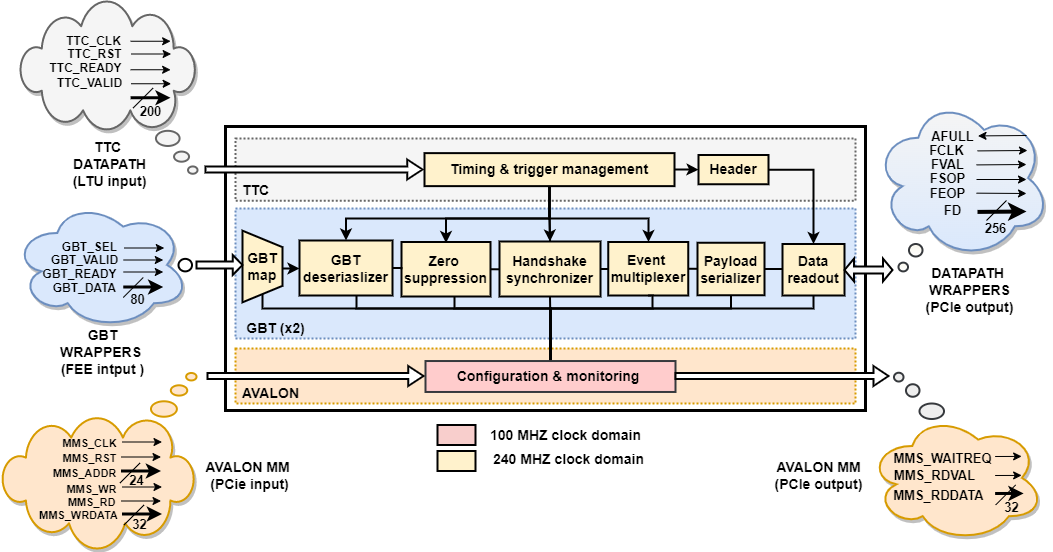 TTC_CLK
TTC_RST
TTC_READY
TTC_VALID
200
TTC
DATAPATH
(LTU input)
GBT_SEL
GBT_VALID
GBT_READY
GBT_DATA
80
GBT
WRAPPERS
(FEE intput )
MMS_CLK
MMS_RST
MMS_ADDR
24
MMS_WR
MMS_RD
MMS_WRDATA
32
AVALON MM
(PCie input)
Timing & trigger management
Header
TTC
GBT
map
GBT
deseriaslizer
Zero
suppression
Handshake
synchronizer
Event
multiplexer
Payload
serializer
Data
readout
GBT (x2)
Configuration & monitoring
AVALON
100 MHZ clock domain
240 MHZ clock domain
AFULL
FCLK
FVAL
FSOP
FEOP
FD
256
DATAPATH
WRAPPERS
(PCIe output)
AVALON MM
(PCIe output)
MMS_WAITREQ
MMS_RDVAL
MMS_RDDATA
32